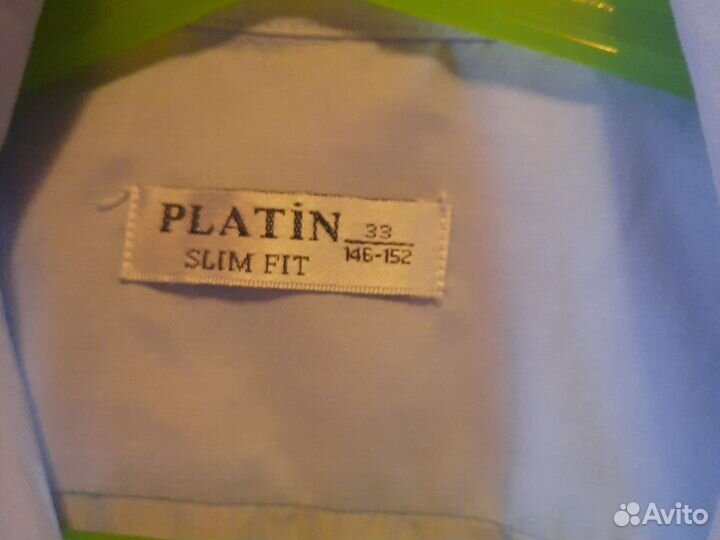 PLATİN 33
SLIM FIT 146-152
Avito